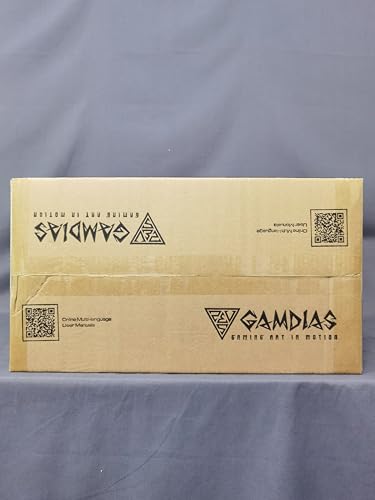 GAMDIAS
GAMING ART IN MOTION
Online Multi-language
User Manuals
Online Multi-language
User Manuals
GAMDIAS
GAMING ART IN MOTION